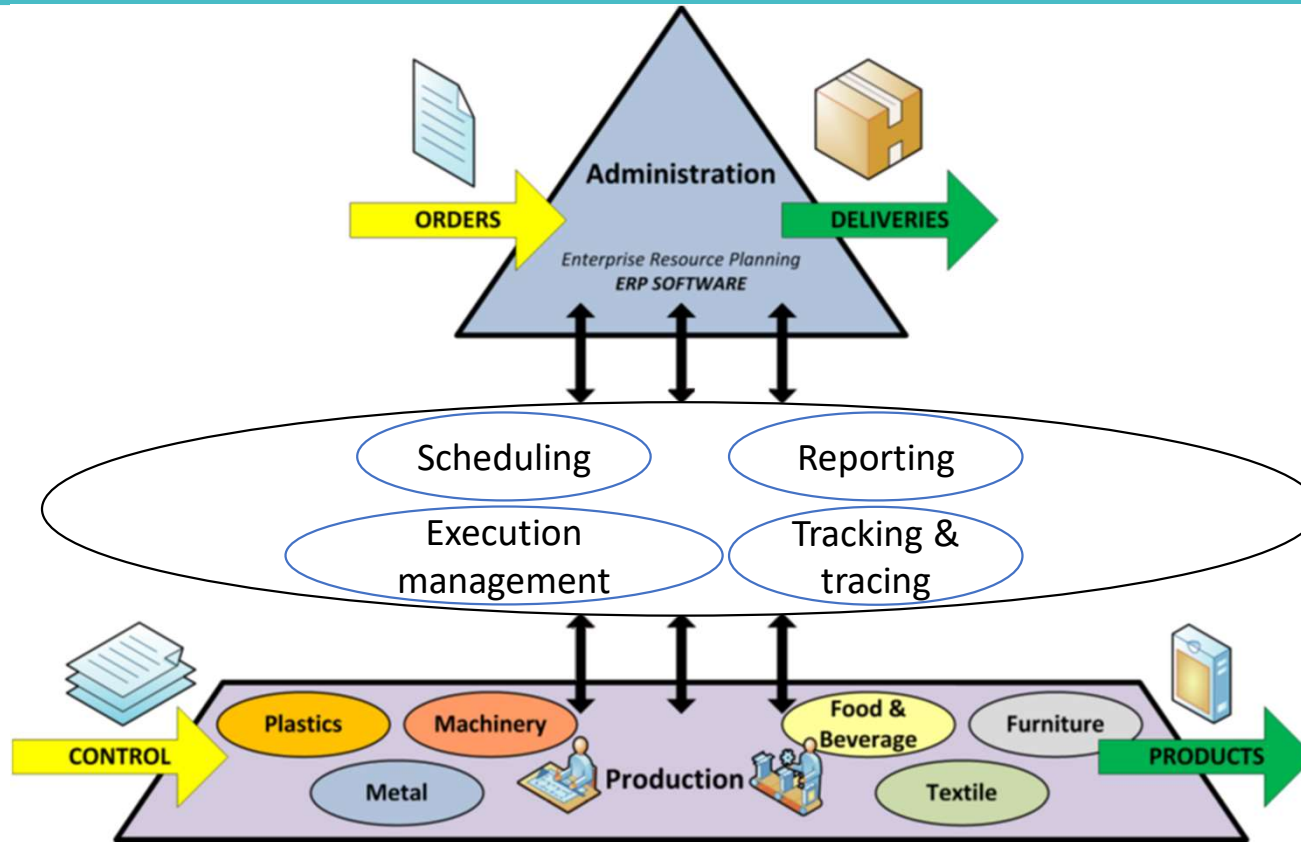 Administration
ORDERS
DELIVERIES
Enterprise Resource Planning
ERP SOFTWARE
Scheduling
Reporting
Execution
management
Tracking &
tracing
CONTROL
Plastics
Machinery
Food &
Beverage
Furniture
PRODUCTS
Metal
Production
Textile